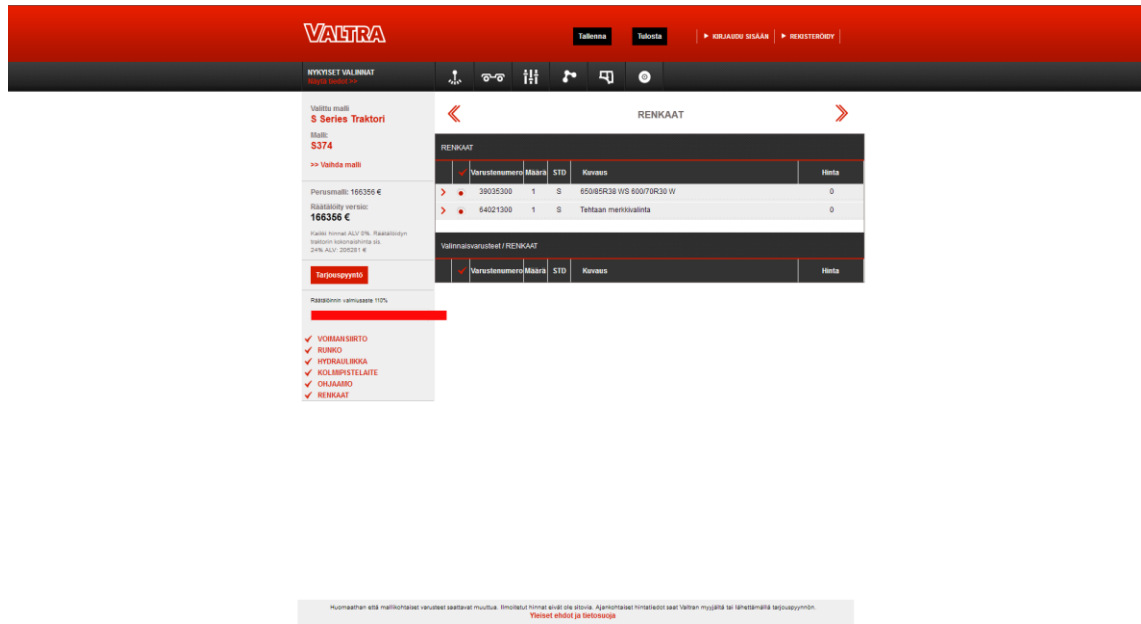 VALTRA
Tallenna
Tulosta
KIRJAUDU SISÄÄN
REKISTERÖIDY
NYKYISET VALINNAT
Näytä tiedot >>
Valittu malli
S Series Traktori
Malli:
S374
>> Vaihda malli
Perusmalli: 166356 €
Räätälöity versio:
166356 €
Kaikki hinnat ALV 0%. Räätälöidyn
traktorin kokonaishinta sis.
24% ALV: 206281 €
Tarjouspyyntö
Räätälöinnin valmiusaste 110%
VOIMANSIIRTO
RUNKO
HYDRAULIIKKA
KOLMIPISTELAITE
OHJAAMO
RENKAAT
RENKAAT
RENKAAT
Varustenumero Määrä STD Kuvaus Hinta
39035300 1 S 650/85R38 WS 600/70R30 W 0
64021300 1 S Tehtaan merkkivalinta 0
Valinnaisvarusteet / RENKAAT
Varustenumero Määrä STD Kuvaus Hinta
Huomaathan että mallikohtaiset varusteet saattavat muuttua. Ilmoitetut hinnat eivät ole sitovia. Ajankohtaiset hintatiedot saat Valtran myyjältä tai lähettämällä tarjouspyynnön.
Yleiset ehdot ja tietosuoja